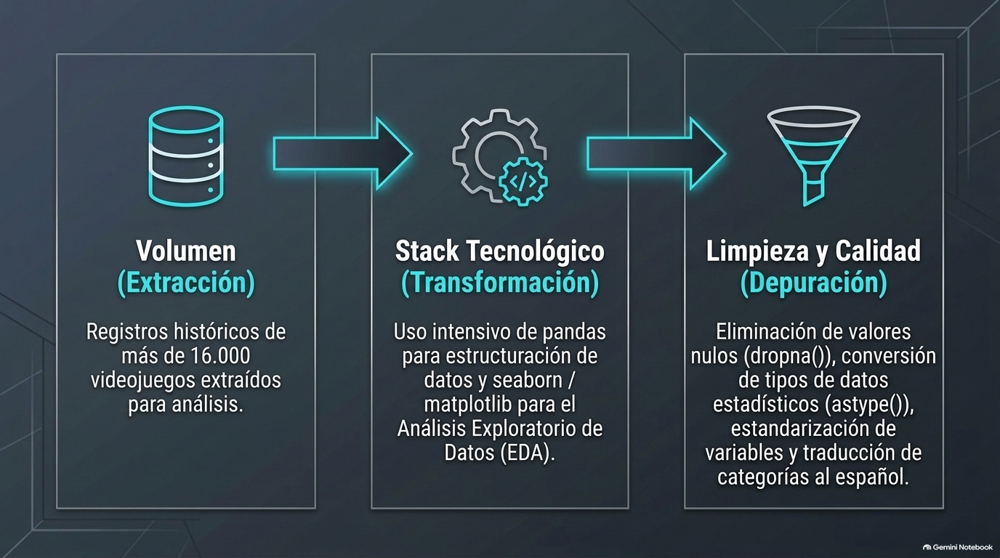 Volumen
(Extracción)
Registros históricos de
más de 16.000
videojuegos extraídos
para análisis.
</>
Stack Tecnológico
(Transformación)
Uso intensivo de pandas
para estructuración de
datos y seaborn /
matplotlib para el
Análisis Exploratorio de
Datos (EDA).
Limpieza y Calidad
(Depuración)
Eliminación de valores
nulos (dropna()), conversión
de tipos de datos
estadísticos (astype()),
estandarización de
variables y traducción de
categorías al español.
Gemini Notebook